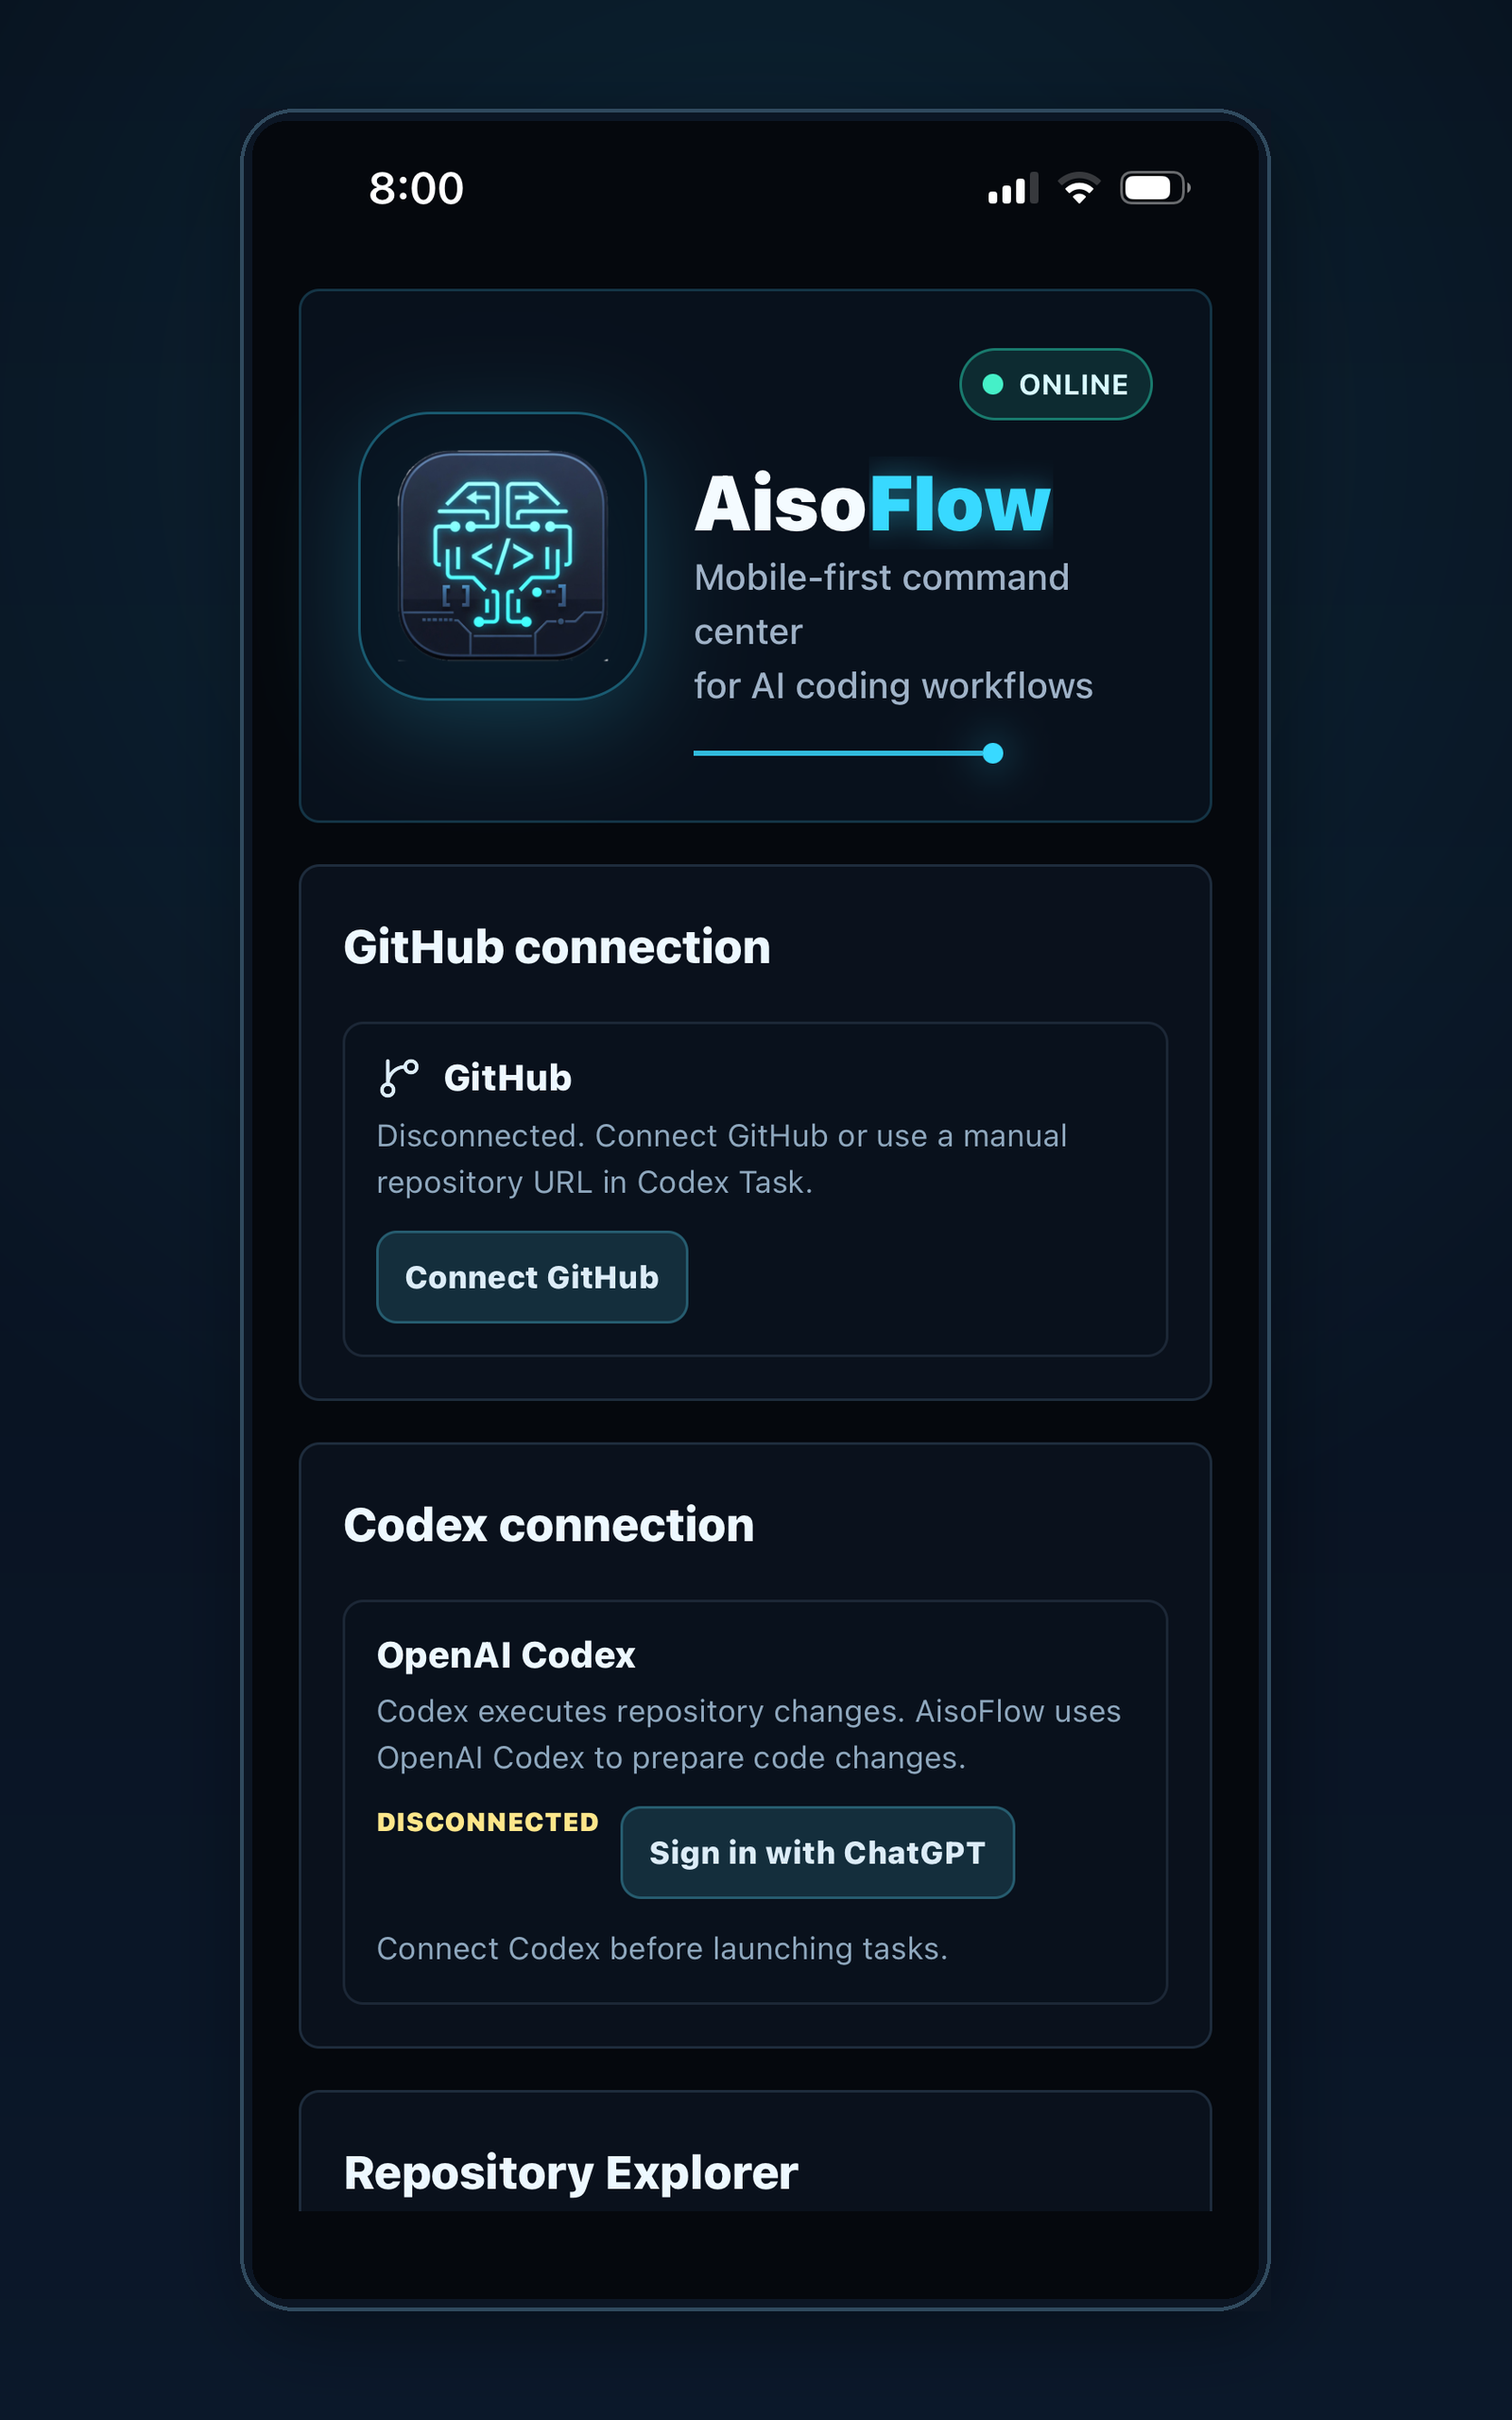 8:00
ONLINE
</>
[ ]
AisoFlow
Mobile-first command
center
for AI coding workflows
GitHub connection
GitHub
Disconnected. Connect GitHub or use a manual
repository URL in Codex Task.
Connect GitHub
Codex connection
OpenAI Codex
Codex executes repository changes. AisoFlow uses
OpenAI Codex to prepare code changes.
DISCONNECTED
Sign in with ChatGPT
Connect Codex before launching tasks.
Repository Explorer